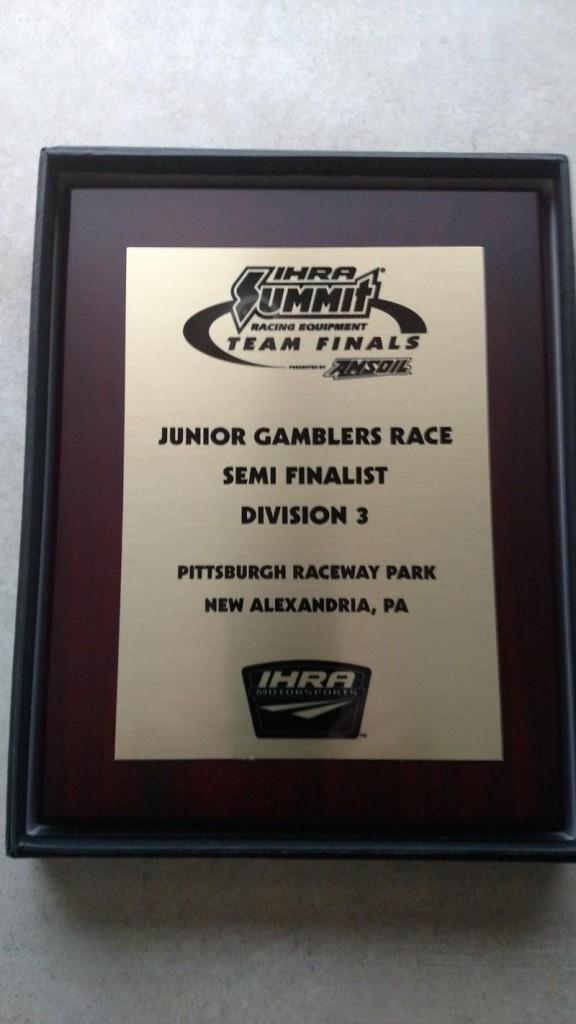 IHRA
SUMMIT
RACING EQUIPMENT
TEAM FINALS
PRESENTED BY AMSOIL
JUNIOR GAMBLERS RACE
SEMI FINALIST
DIVISION 3
PITTSBURGH RACEWAY PARK
NEW ALEXANDRIA, PA
IHRA
MOTORSPORTS